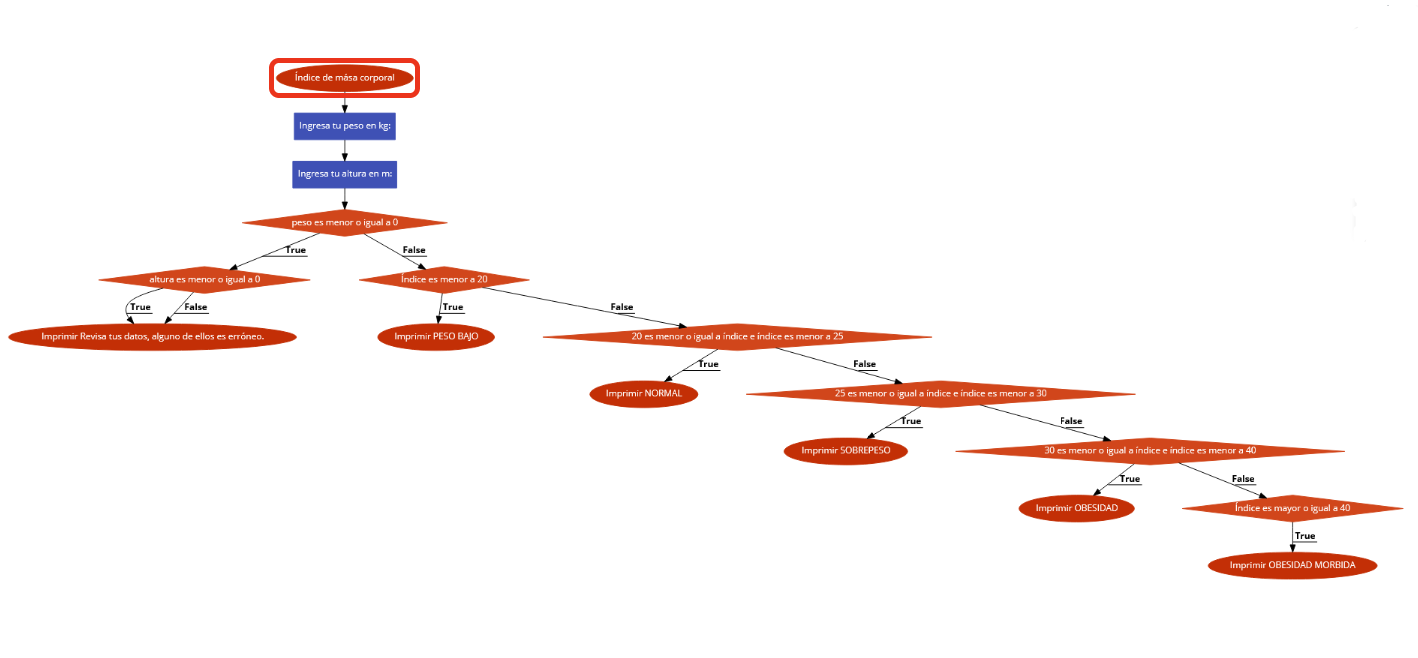 Índice de mása corporal
Ingresa tu peso en kg:
Ingresa tu altura en m:
peso es menor o igual a 0
True
False
altura es menor o igual a 0
Índice es menor a 20
True
False
True
False
Imprimir Revisa tus datos, alguno de ellos es erróneo.
Imprimir PESO BAJO
20 es menor o igual a índice e índice es menor a 25
True
False
Imprimir NORMAL
25 es menor o igual a índice e índice es menor a 30
True
False
Imprimir SOBREPESO
30 es menor o igual a índice e índice es menor a 40
True
False
Imprimir OBESIDAD
Índice es mayor o igual a 40
True
Imprimir OBESIDAD MORBIDA